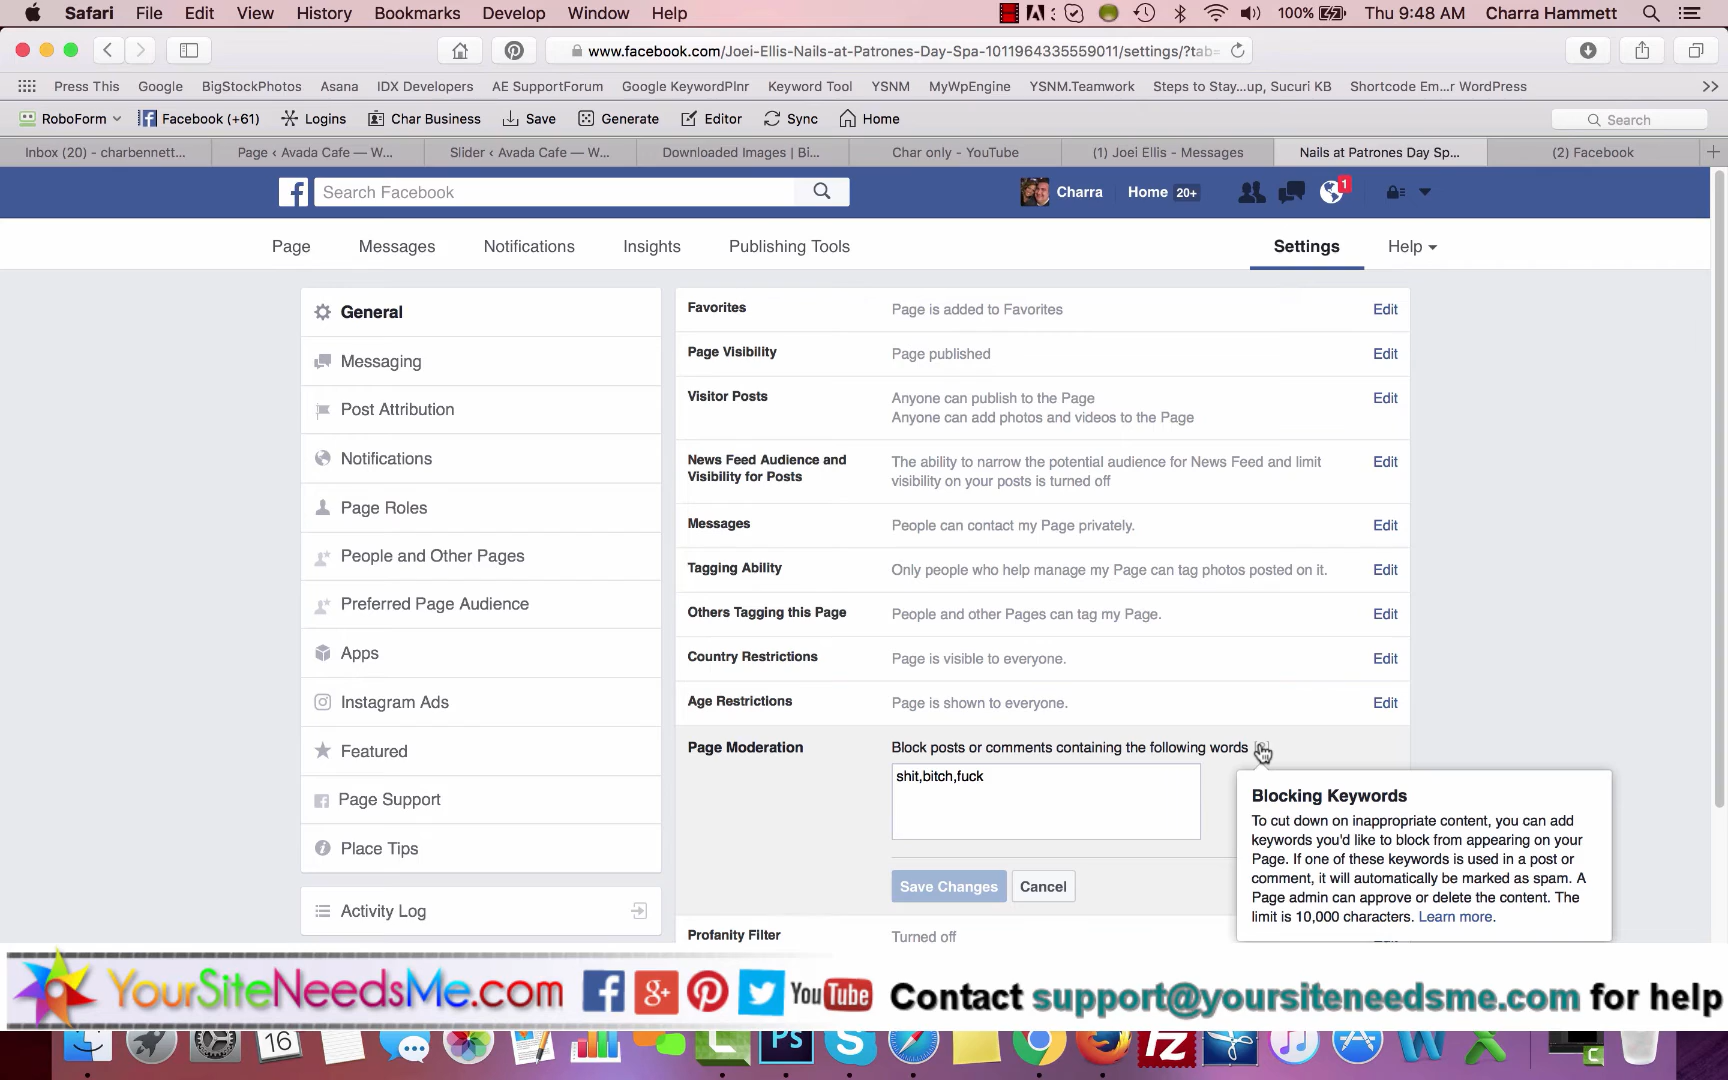 Safari File Edit View History Bookmarks Develop Window Help 100% Thu 9:48 AM Charra Hammett
www.facebook.com/Joei-Ellis-Nails-at-Patrones-Day-Spa-1011964335559011/settings/?tab=
Press This Google BigStockPhotos Asana IDX Developers AE SupportForum Google KeywordPlnr Keyword Tool YSNM MyWpEngine YSNM.Teamwork Steps to Stay...up, Sucuri KB Shortcode Em...r WordPress
RoboForm Facebook (+61) Logins Char Business Save Generate Editor Sync Home Search
Inbox (20) - charbennett... Page ‹ Avada Cafe — W... Slider ‹ Avada Cafe — W... Downloaded Images | Bi... Char only - YouTube (1) Joei Ellis - Messages Nails at Patrones Day Sp... (2) Facebook
Search Facebook Charra Home 20+ 1
Page Messages Notifications Insights Publishing Tools Settings Help
General
Messaging
Post Attribution
Notifications
Page Roles
People and Other Pages
Preferred Page Audience
Apps
Instagram Ads
Featured
Page Support
Place Tips
Activity Log
Favorites Page is added to Favorites Edit
Page Visibility Page published Edit
Visitor Posts Anyone can publish to the Page Edit
Anyone can add photos and videos to the Page
News Feed Audience and The ability to narrow the potential audience for News Feed and limit Edit
Visibility for Posts visibility on your posts is turned off
Messages People can contact my Page privately. Edit
Tagging Ability Only people who help manage my Page can tag photos posted on it. Edit
Others Tagging this Page People and other Pages can tag my Page. Edit
Country Restrictions Page is visible to everyone. Edit
Age Restrictions Page is shown to everyone. Edit
Page Moderation Block posts or comments containing the following words
shit,bitch,fuck
Save Changes Cancel
Blocking Keywords
To cut down on inappropriate content, you can add
keywords you'd like to block from appearing on your
Page. If one of these keywords is used in a post or
comment, it will automatically be marked as spam. A
Page admin can approve or delete the content. The
limit is 10,000 characters. Learn more.
Profanity Filter Turned off Edit
YourSiteNeedsMe.com You Tube Contact support@yoursiteneedsme.com for help
16 Ps